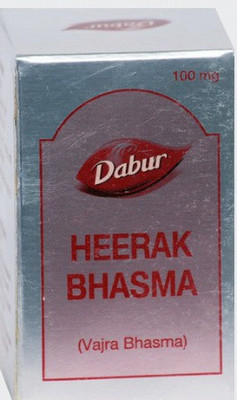 100 mg
Dabur
HEERAK
BHASMA
(Vajra Bhasma)